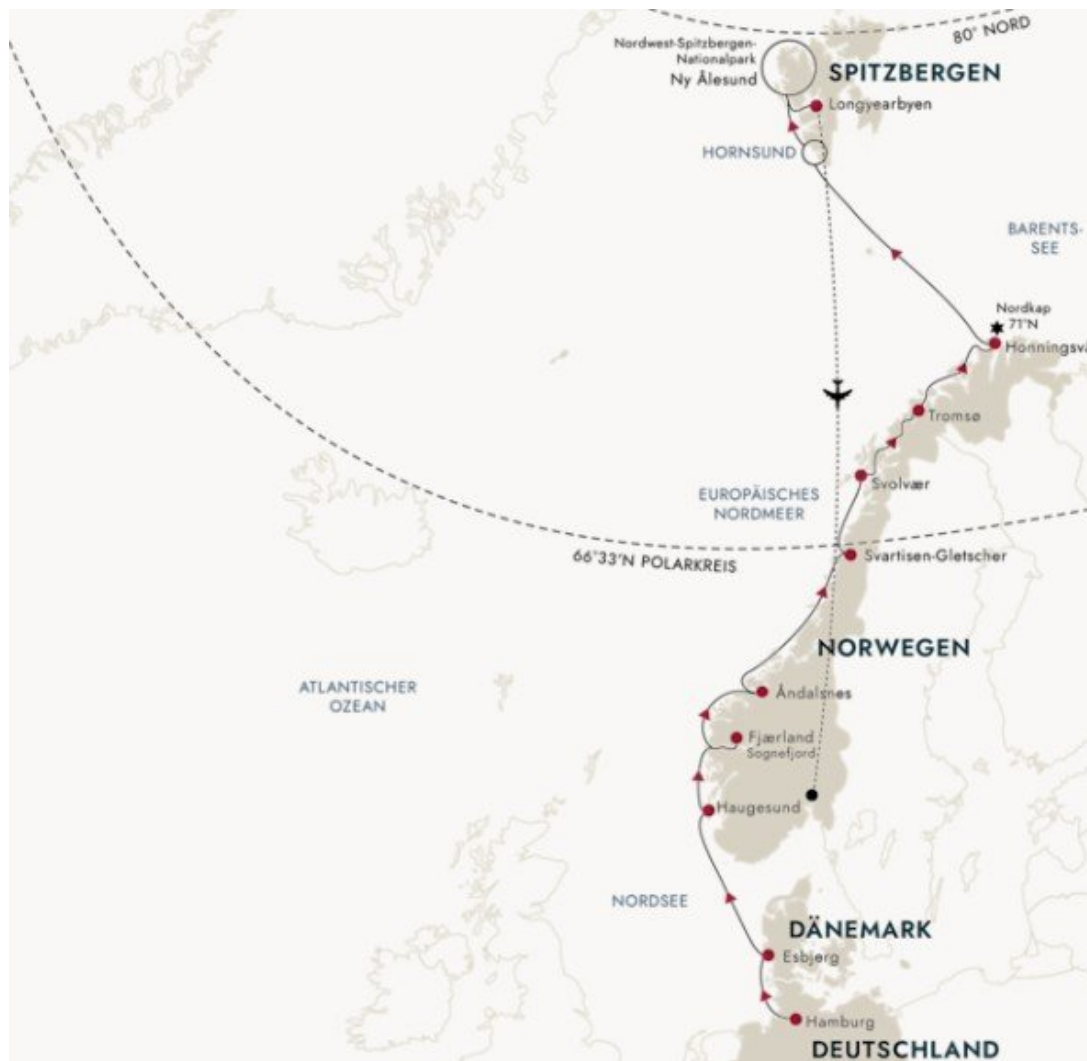 80° NORD
Nordwest-Spitzbergen-
Nationalpark
Ny Ålesund
SPITZBERGEN
Longyearbyen
HORNSUND
BARENTS-
SEE
Nordkap
71°N
Honningsvå
Tromsø
Svolvær
EUROPÄISCHES
NORDMEER
66°33'N POLARKREIS
Svartisen-Gletscher
NORWEGEN
ATLANTISCHER
OZEAN
Åndalsnes
Fjærland
Sognefjord
Haugesund
NORDSEE
DÄNEMARK
Esbjerg
Hamburg
DEUTSCHLAND